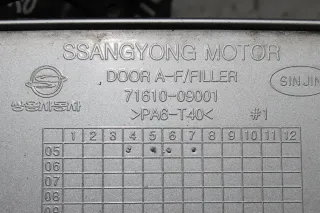 SSANGYONG MOTOR
DOOR A-F/FILLER
71610-09001
>PA6-T40<
#1
SINJIN
쌍용자동차
1 2 3 4 5 6 7 8 9 10 11 12
05
06
07
08